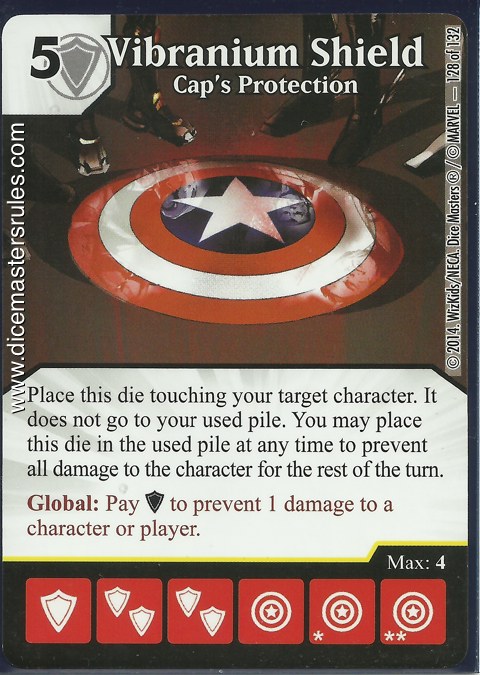 5
Vibranium Shield
Cap's Protection
www.dicemastersrules.com
© 2014. WizKids/NECA. Dice Masters ® / © MARVEL — 128 of 132
Place this die touching your target character. It
does not go to your used pile. You may place
this die in the used pile at any time to prevent
all damage to the character for the rest of the turn.
Global: Pay to prevent 1 damage to a
character or player.
Max: 4
*
**